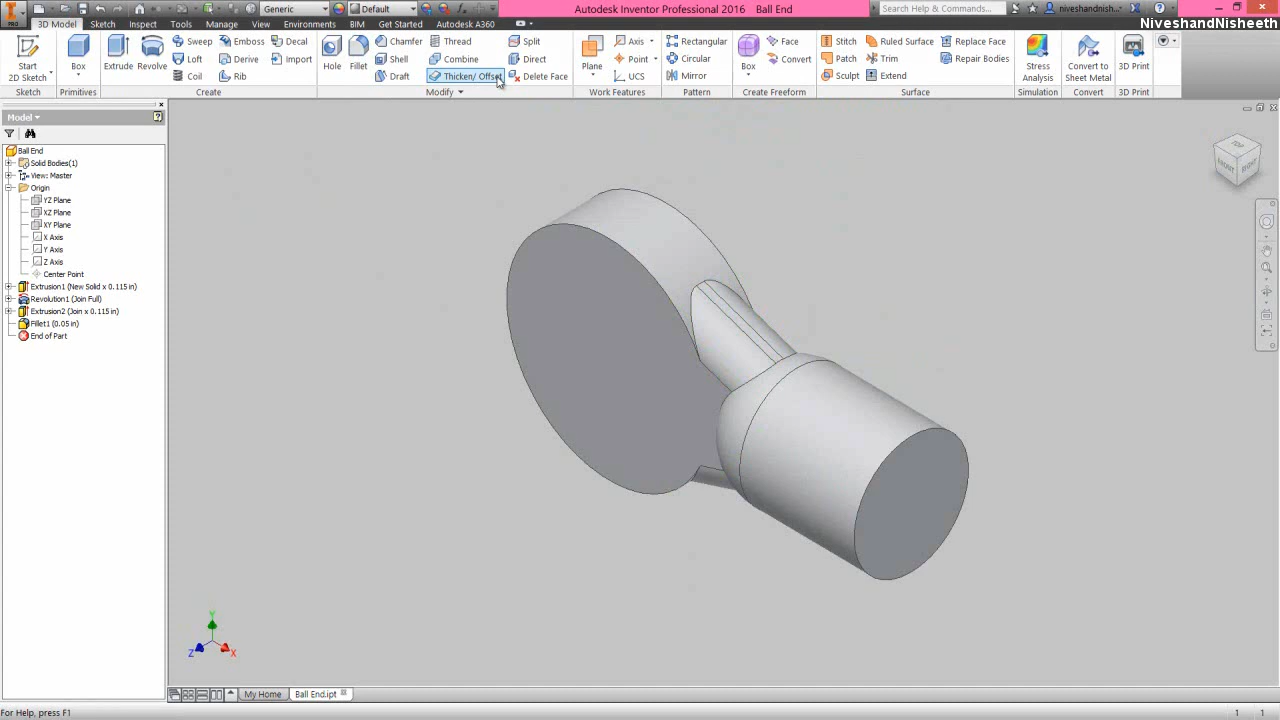 Generic
Default
Autodesk Inventor Professional 2016 Ball End
Search Help & Commands...
niveshandnish...
NiveshandNisheeth
PRO
3D Model
Sketch
Inspect
Tools
Manage
View
Environments
BIM
Get Started
Autodesk A360
Start
2D Sketch
Box
Extrude
Revolve
Sweep
Loft
Coil
Emboss
Derive
Rib
Decal
Import
Hole
Fillet
Chamfer
Shell
Draft
Thread
Combine
Thicken/ Offset
Split
Direct
Delete Face
Plane
Axis
Point
UCS
Rectangular
Circular
Mirror
Box
Face
Convert
Stitch
Patch
Sculpt
Ruled Surface
Trim
Extend
Replace Face
Repair Bodies
Stress
Analysis
Convert to
Sheet Metal
3D Print
Sketch
Primitives
Create
Modify
Work Features
Pattern
Create Freeform
Surface
Simulation
Convert
3D Print
Model
Ball End
Solid Bodies(1)
View: Master
Origin
YZ Plane
XZ Plane
XY Plane
X Axis
Y Axis
Z Axis
Center Point
Extrusion1 (New Solid x 0.115 in)
Revolution1 (Join Full)
Extrusion2 (Join x 0.115 in)
Fillet1 (0.05 in)
End of Part
TOP
FRONT
RIGHT
Y
Z
X
My Home
Ball End.ipt
For Help, press F1
1
1